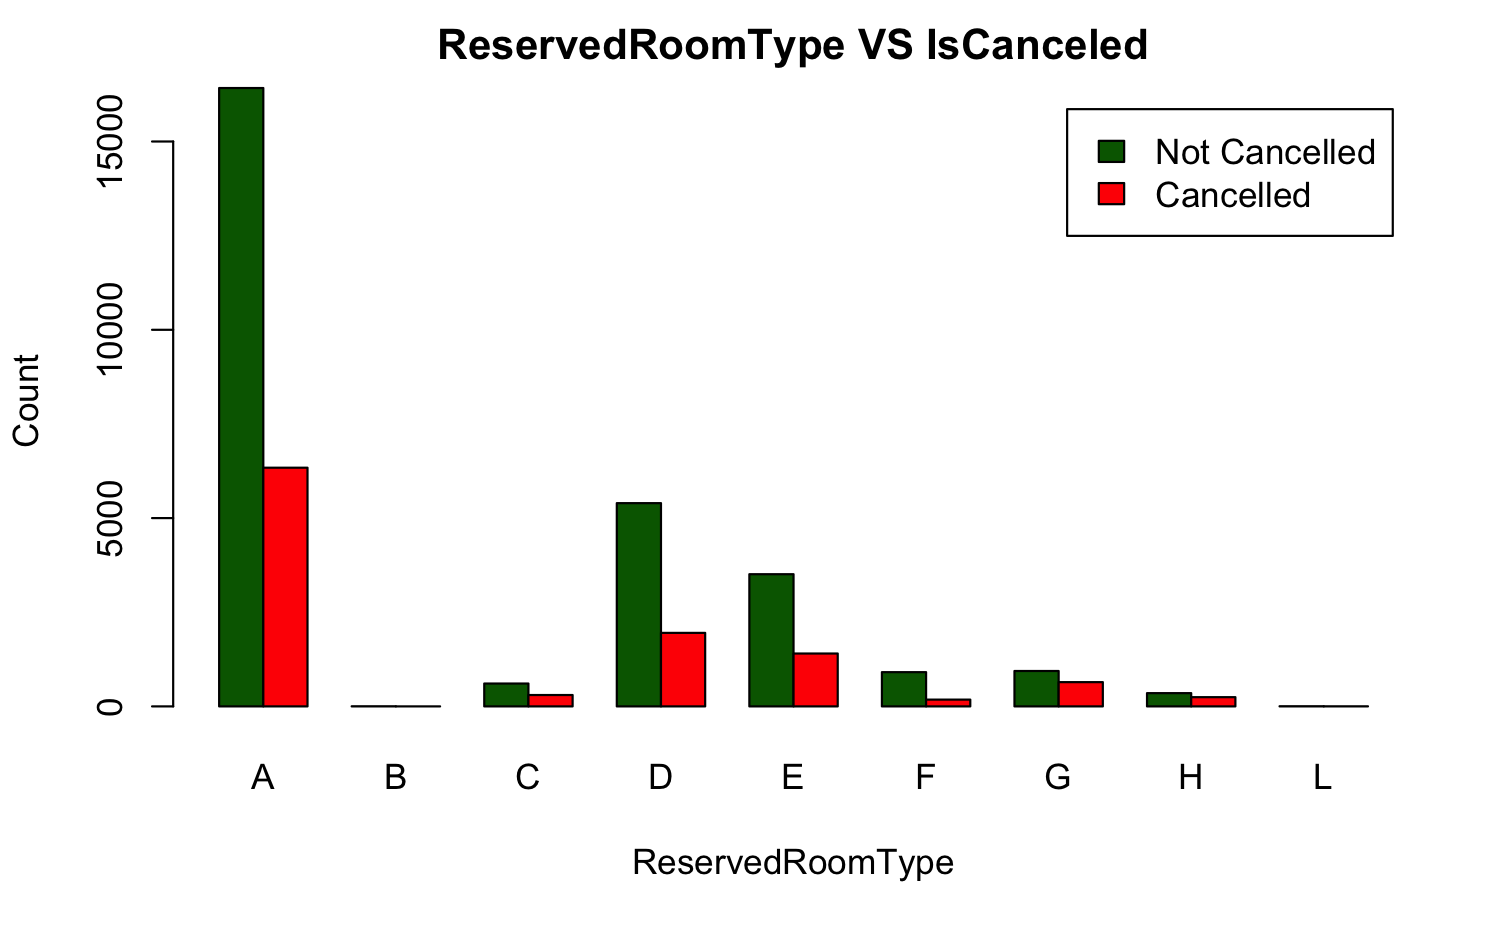 ReservedRoomType VS IsCanceled
Not Cancelled
Cancelled
Count
15000
10000
5000
0
A B C D E F G H L
ReservedRoomType